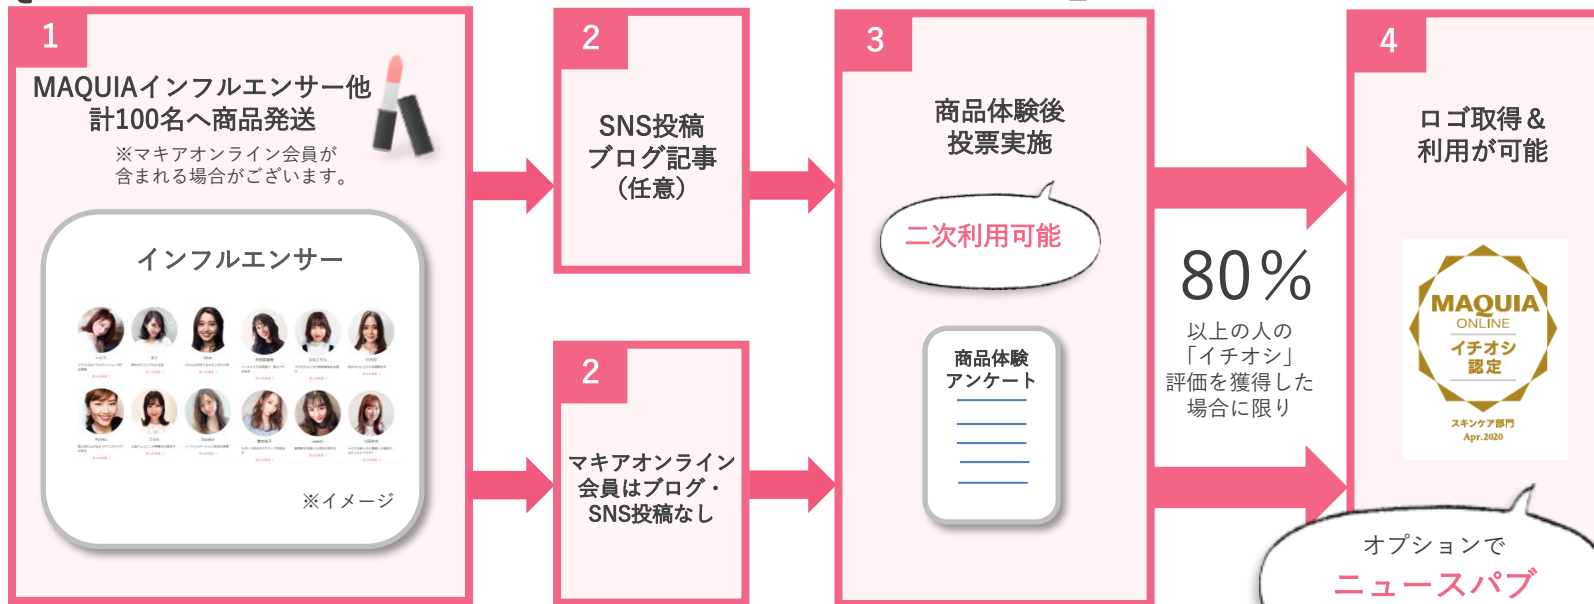 1
MAQUIAインフルエンサー他
計100名へ商品発送
※マキアオンライン会員が
含まれる場合がございます。
インフルエンサー
※イメージ
2
SNS投稿
ブログ記事
（任意）
2
マキアオンライン
会員はブログ・
SNS投稿なし
3
商品体験後
投票実施
二次利用可能
商品体験
アンケート
80％
以上の人の
「イチオシ」
評価を獲得した
場合に限り
4
ロゴ取得＆
利用が可能
MAQUIA
ONLINE
イチオシ
認定
スキンケア部門
Apr.2020
オプションで
ニュースパブ